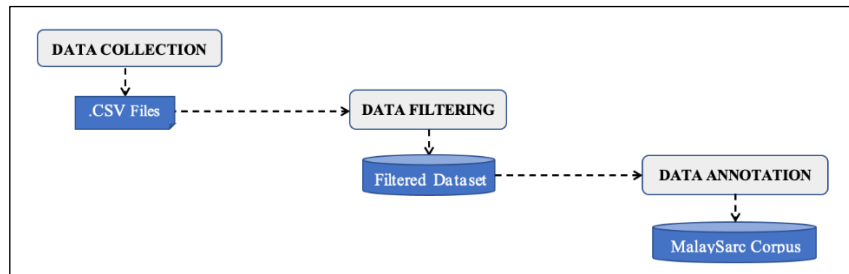 DATA COLLECTION
.CSV Files
DATA FILTERING
Filtered Dataset
DATA ANNOTATION
MalaySarc Corpus